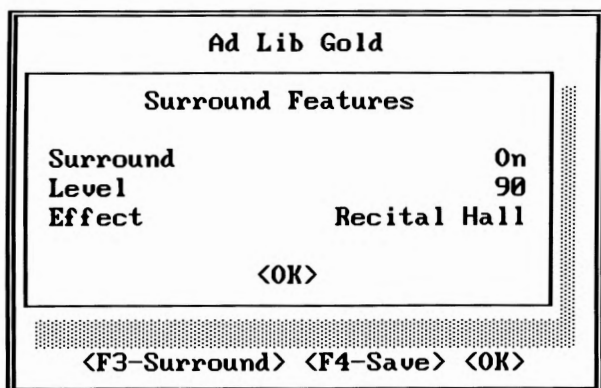 Ad Lib Gold
Surround Features
Surround On
Level 90
Effect Recital Hall
<OK>
<F3-Surround> <F4-Save> <OK>